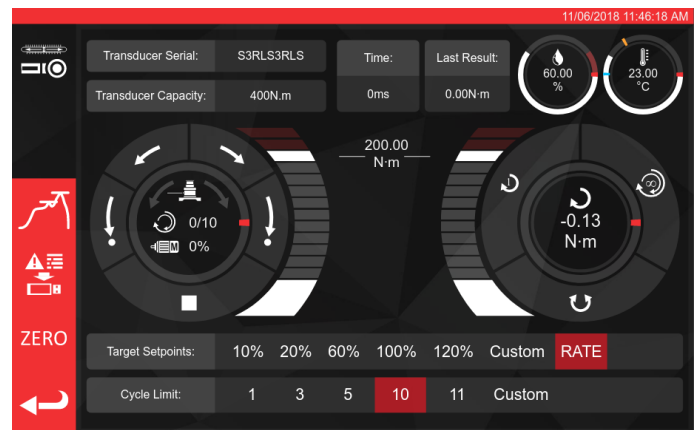 11/06/2018 11:46:18 AM
Transducer Serial: S3RLS3RLS
Time:
Last Result:
Transducer Capacity: 400N.m
0ms
0.00N·m
60.00
%
23.00
°C
200.00
N·m
0/10
M 0%
1
∞
-0.13
N·m
ZERO
Target Setpoints: 10% 20% 60% 100% 120% Custom RATE
Cycle Limit: 1 3 5 10 11 Custom